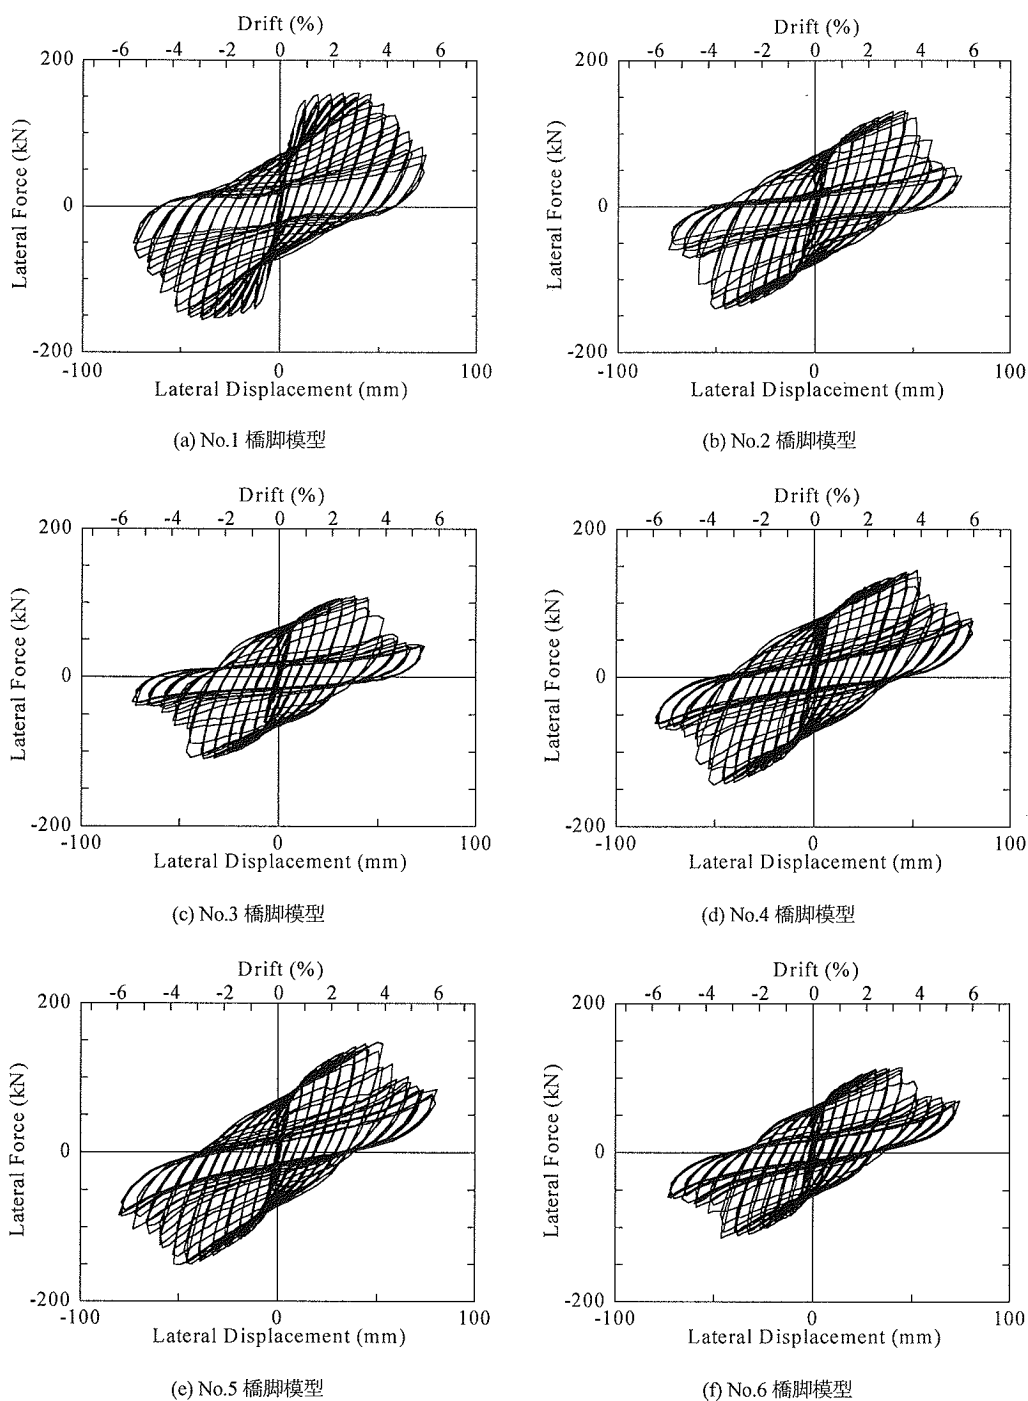 Drift (%)
-6 -4 -2 0 2 4 6
200
0
-200
Lateral Force (kN)
-100 0 100
Lateral Displacement (mm)
(a) No.1 橋脚模型
Drift (%)
-6 -4 -2 0 2 4 6
200
0
-200
Lateral Force (kN)
-100 0 100
Lateral Displacement (mm)
(b) No.2 橋脚模型
Drift (%)
-6 -4 -2 0 2 4 6
200
0
-200
Lateral Force (kN)
-100 0 100
Lateral Displacement (mm)
(c) No.3 橋脚模型
Drift (%)
-6 -4 -2 0 2 4 6
200
0
-200
Lateral Force (kN)
-100 0 100
Lateral Displacement (mm)
(d) No.4 橋脚模型
Drift (%)
-6 -4 -2 0 2 4 6
200
0
-200
Lateral Force (kN)
-100 0 100
Lateral Displacement (mm)
(e) No.5 橋脚模型
Drift (%)
-6 -4 -2 0 2 4 6
200
0
-200
Lateral Force (kN)
-100 0 100
Lateral Displacement (mm)
(f) No.6 橋脚模型